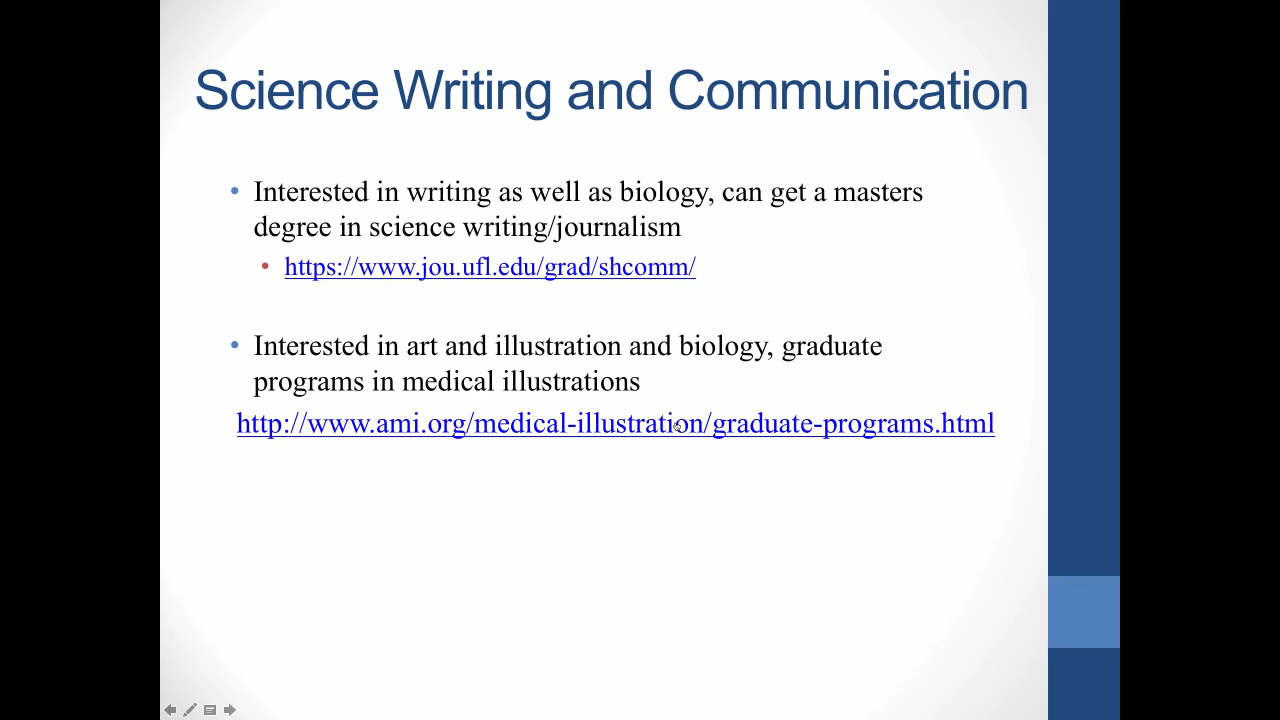 Science Writing and Communication
• Interested in writing as well as biology, can get a masters
degree in science writing/journalism
• https://www.jou.ufl.edu/grad/shcomm/
• Interested in art and illustration and biology, graduate
programs in medical illustrations
http://www.ami.org/medical-illustration/graduate-programs.html